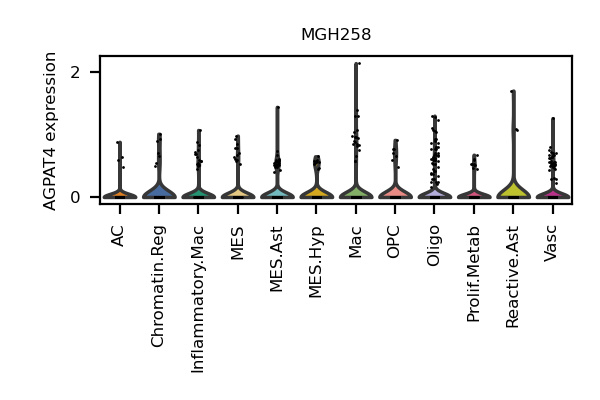 MGH258
AGPAT4 expression
2
0
AC
Chromatin.Reg
Inflammatory.Mac
MES
MES.Ast
MES.Hyp
Mac
OPC
Oligo
Prolif.Metab
Reactive.Ast
Vasc